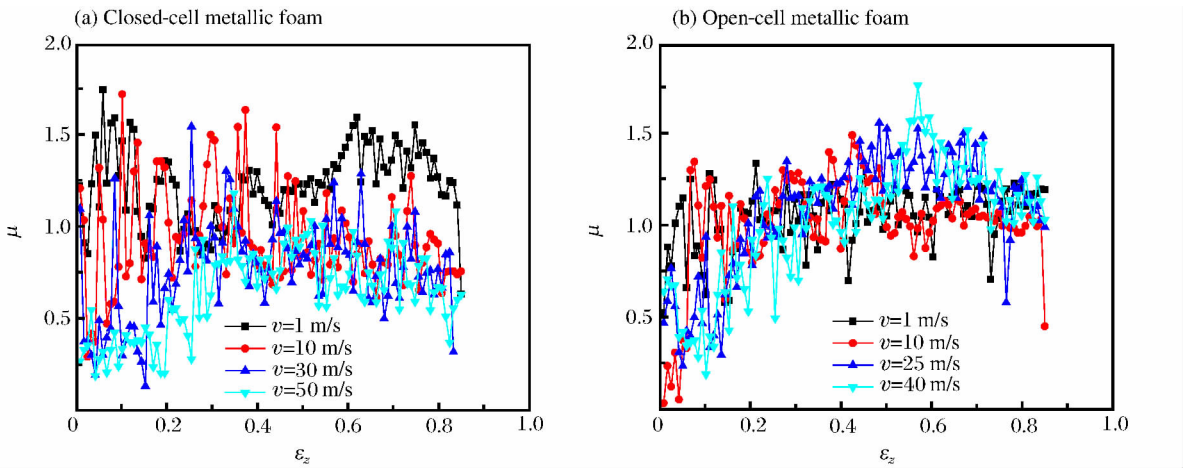 (a) Closed-cell metallic foam
2.0
1.5
1.0
0.5
μ
0
0.2
0.4
0.6
0.8
1.0
ε_z
v=1 m/s
v=10 m/s
v=30 m/s
v=50 m/s
(b) Open-cell metallic foam
2.0
1.5
1.0
0.5
μ
0
0.2
0.4
0.6
0.8
1.0
ε_z
v=1 m/s
v=10 m/s
v=25 m/s
v=40 m/s